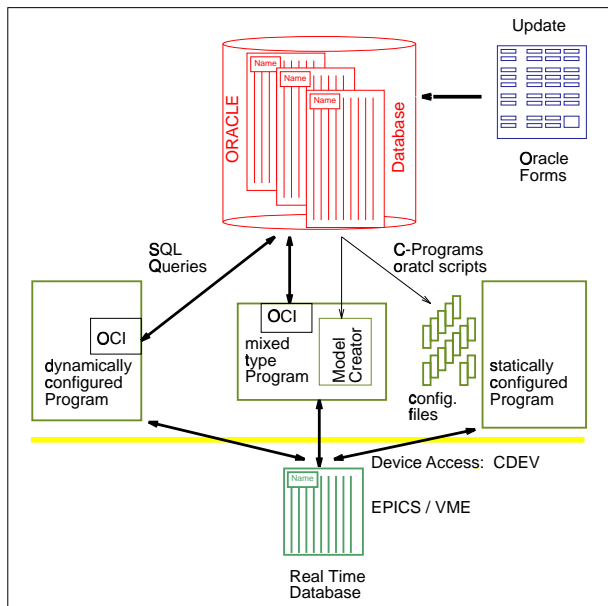 Update
Name
Name
Name
ORACLE
Database
Oracle
Forms
SQL
Queries
C-Programs
oratcl scripts
OCI
dynamically
configured
Program
OCI
mixed
type
Program
Model
Creator
config.
files
statically
configured
Program
Device Access: CDEV
Name
EPICS / VME
Real Time
Database